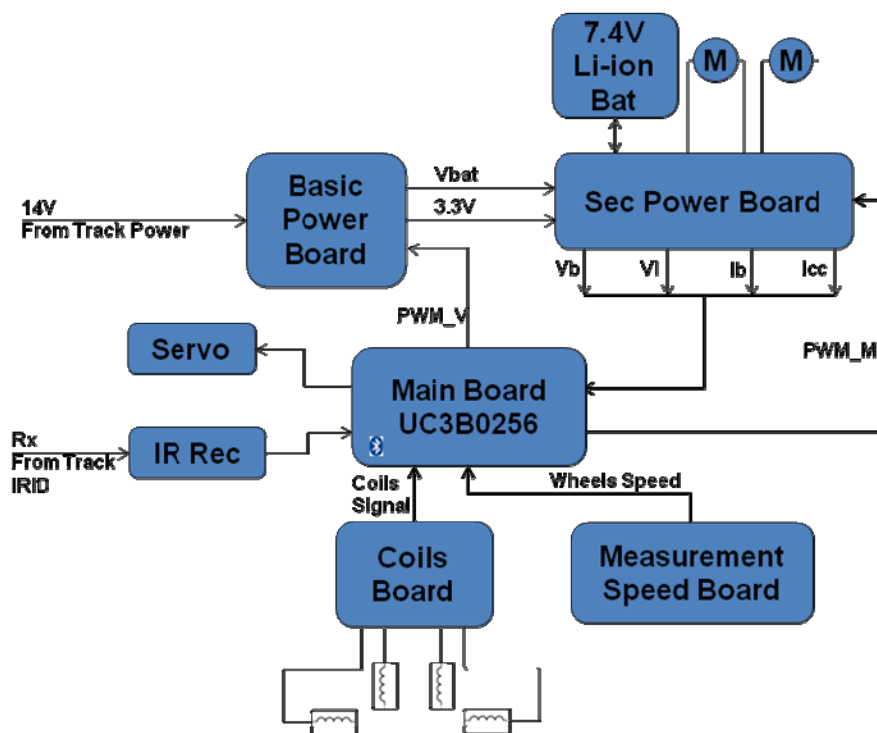 7.4V
Li-ion
Bat
M
M
Basic
Power
Board
Vbat
3.3V
Sec Power Board
14V
From Track Power
Vb
VI
Ib
Icc
PWM_V
PWM_M
Servo
Main Board
UC3B0256
Rx
From Track
IRID
IR Rec
Coils
Signal
Wheels Speed
Coils
Board
Measurement
Speed Board